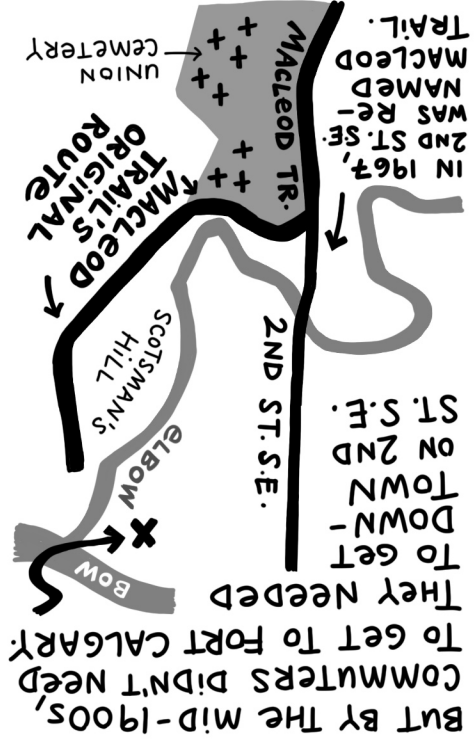 BUT BY THE MID-1900S,
COMMUTERS DIDN'T NEED
TO GET TO FORT CALGARY.
THEY NEEDED
TO GET
DOWN-
TOWN
ON 2ND
ST. S.E.
BOW
ELBOW
2ND ST. S.E.
SCOTSMAN'S
HILL
MACLEOD
TRAIL'S
ORIGINAL
ROUTE
IN 1967,
2ND ST. S.E.
WAS RE-
NAMED
MACLEOD
TRAIL.
MACLEOD TR.
UNION
CEMETERY